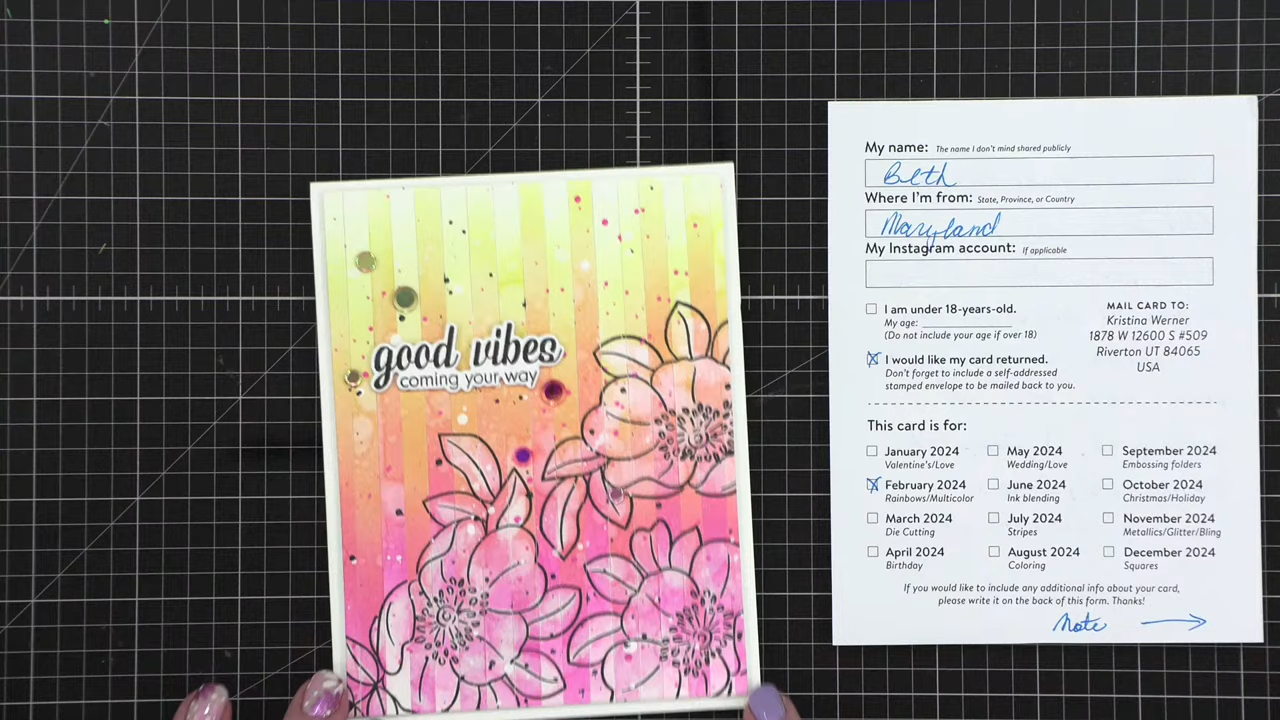 good vibes
coming your way
My name: The name I don't mind shared publicly
Beth
Where I'm from: State, Province, or Country
Maryland
My Instagram account: If applicable
I am under 18-years-old.
My age: ____________
(Do not include your age if over 18)
I would like my card returned.
Don't forget to include a self-addressed
stamped envelope to be mailed back to you.
MAIL CARD TO:
Kristina Werner
1878 W 12600 S #509
Riverton UT 84065
USA
This card is for:
January 2024
Valentine's/Love
May 2024
Wedding/Love
September 2024
Embossing folders
February 2024
Rainbows/Multicolor
June 2024
Ink blending
October 2024
Christmas/Holiday
March 2024
Die Cutting
July 2024
Stripes
November 2024
Metallics/Glitter/Bling
April 2024
Birthday
August 2024
Coloring
December 2024
Squares
If you would like to include any additional info about your card,
please write it on the back of this form. Thanks!
Note